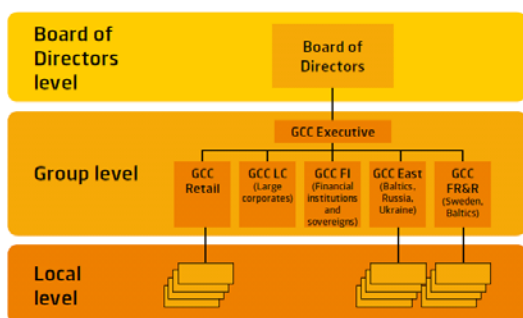 Board of
Directors
level
Board of
Directors
Group level
GCC Executive
GCC
Retail
GCC LC
(Large
corporates)
GCC FI
(Financial
institutions
and
sovereigns)
GCC East
(Baltics,
Russia,
Ukraine)
GCC
FR&R
(Sweden,
Baltics)
Local
level